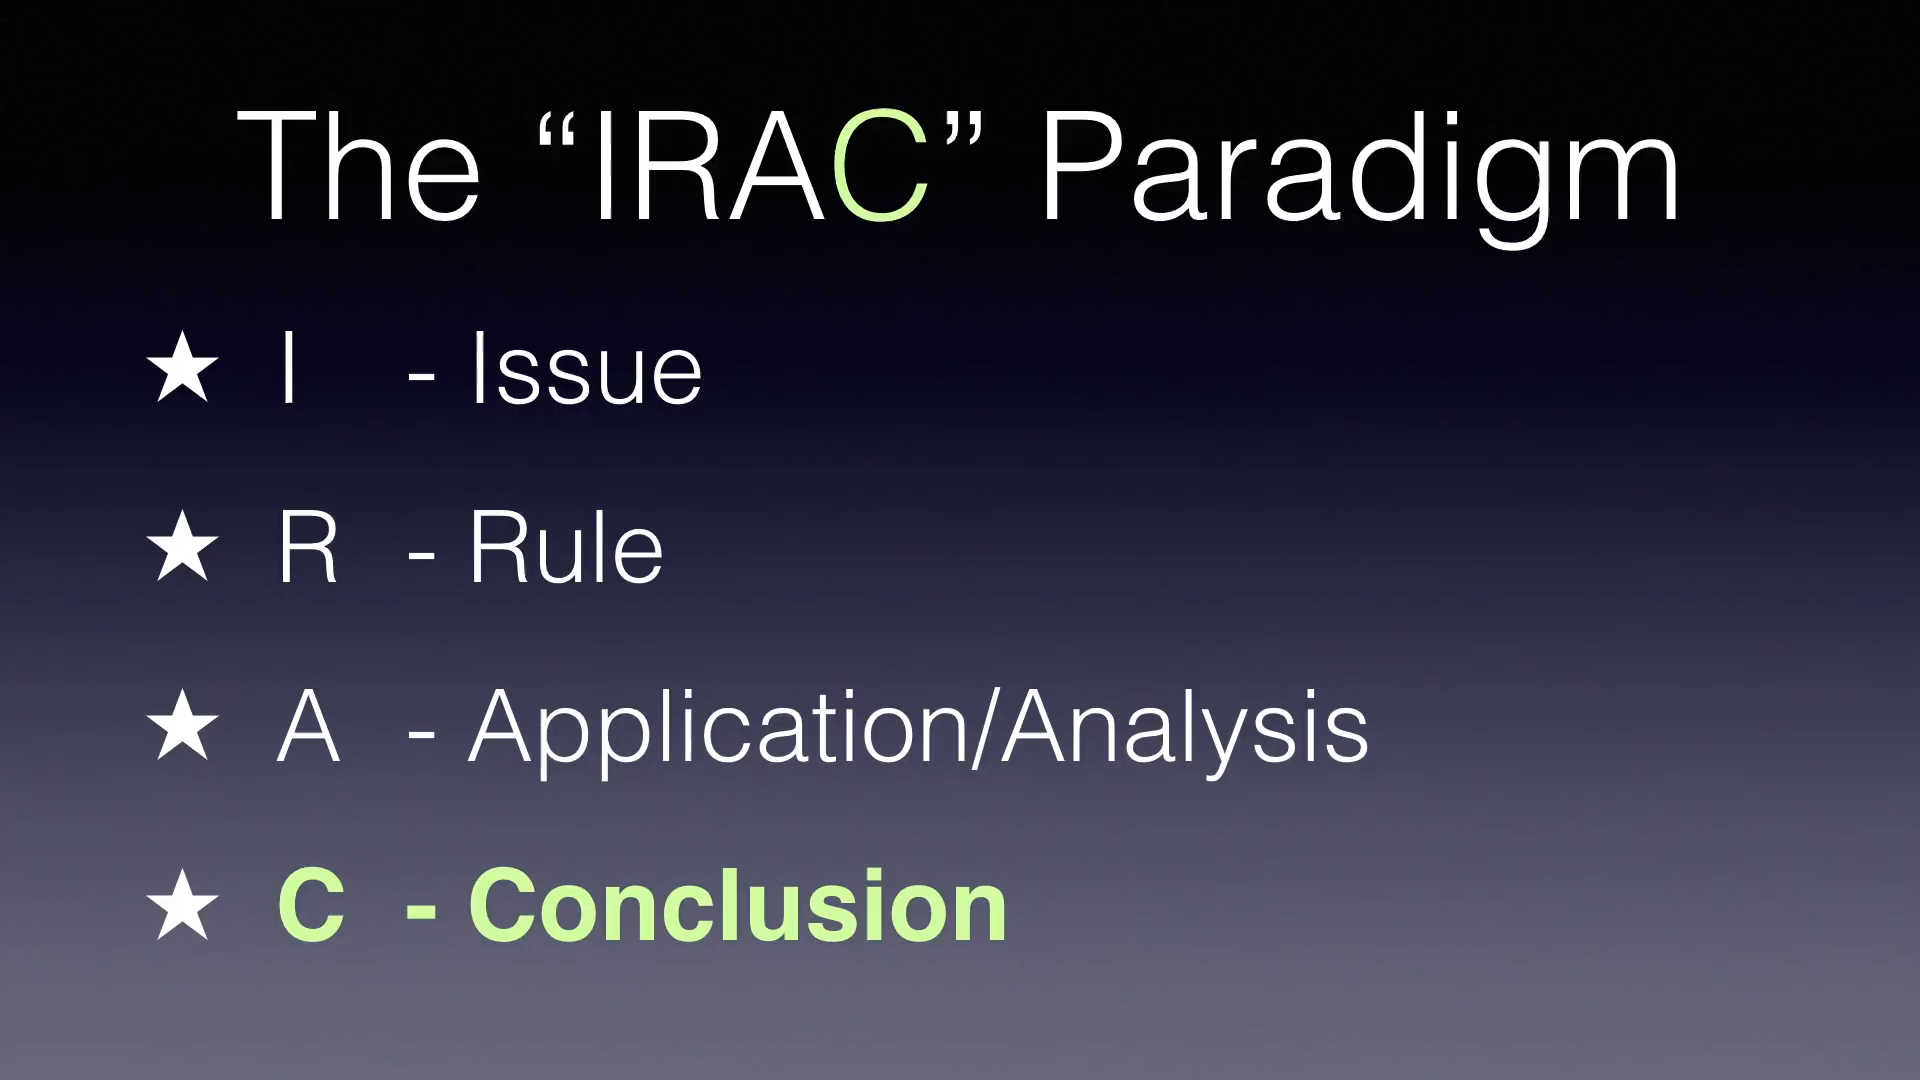 The “IRAC” Paradigm
★ I - Issue
★ R - Rule
★ A - Application/Analysis
★ C - Conclusion